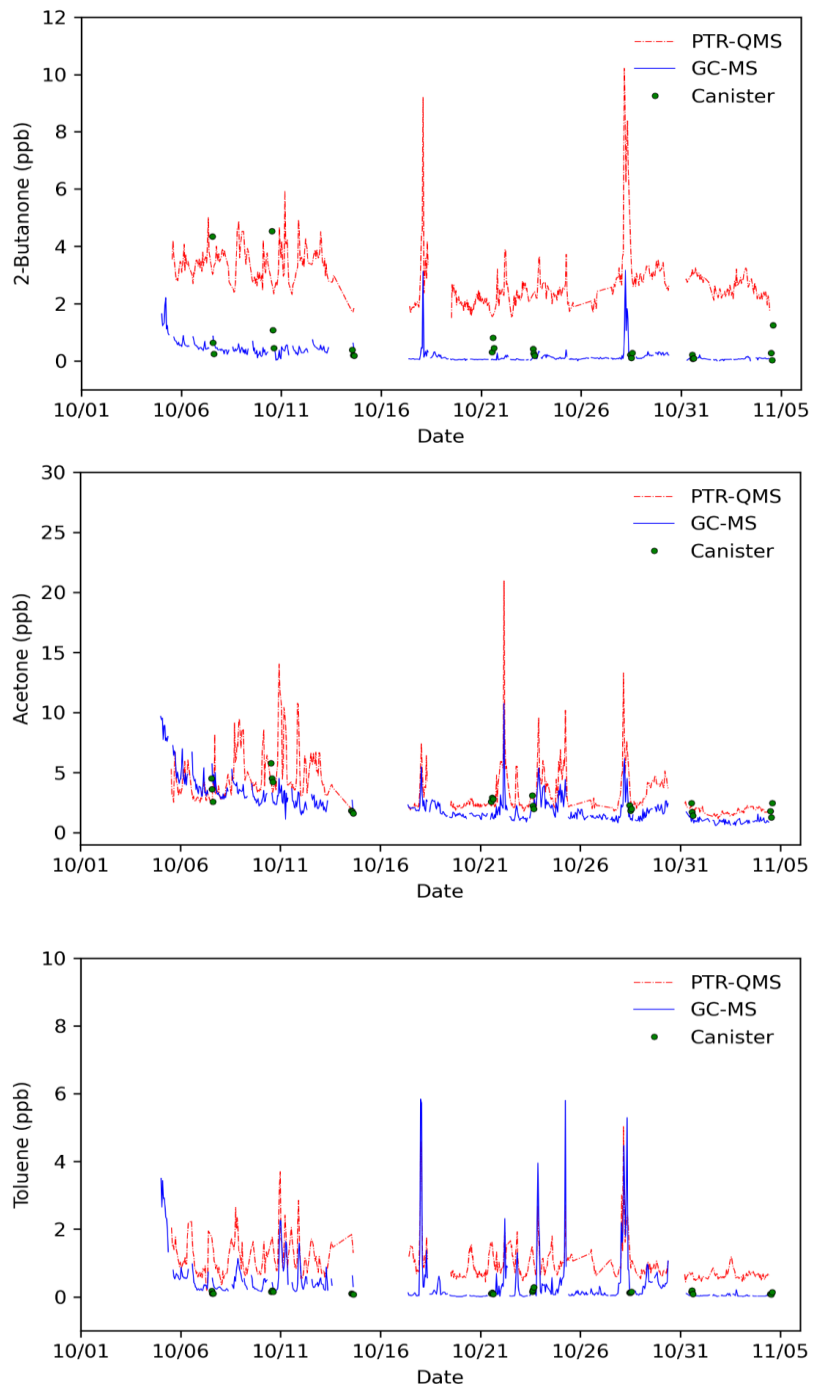 12
10
8
6
4
2
0
2-Butanone (ppb)
PTR-QMS
GC-MS
Canister
10/01 10/06 10/11 10/16 10/21 10/26 10/31 11/05
Date
30
25
20
15
10
5
0
Acetone (ppb)
PTR-QMS
GC-MS
Canister
10/01 10/06 10/11 10/16 10/21 10/26 10/31 11/05
Date
10
8
6
4
2
0
Toluene (ppb)
PTR-QMS
GC-MS
Canister
10/01 10/06 10/11 10/16 10/21 10/26 10/31 11/05
Date